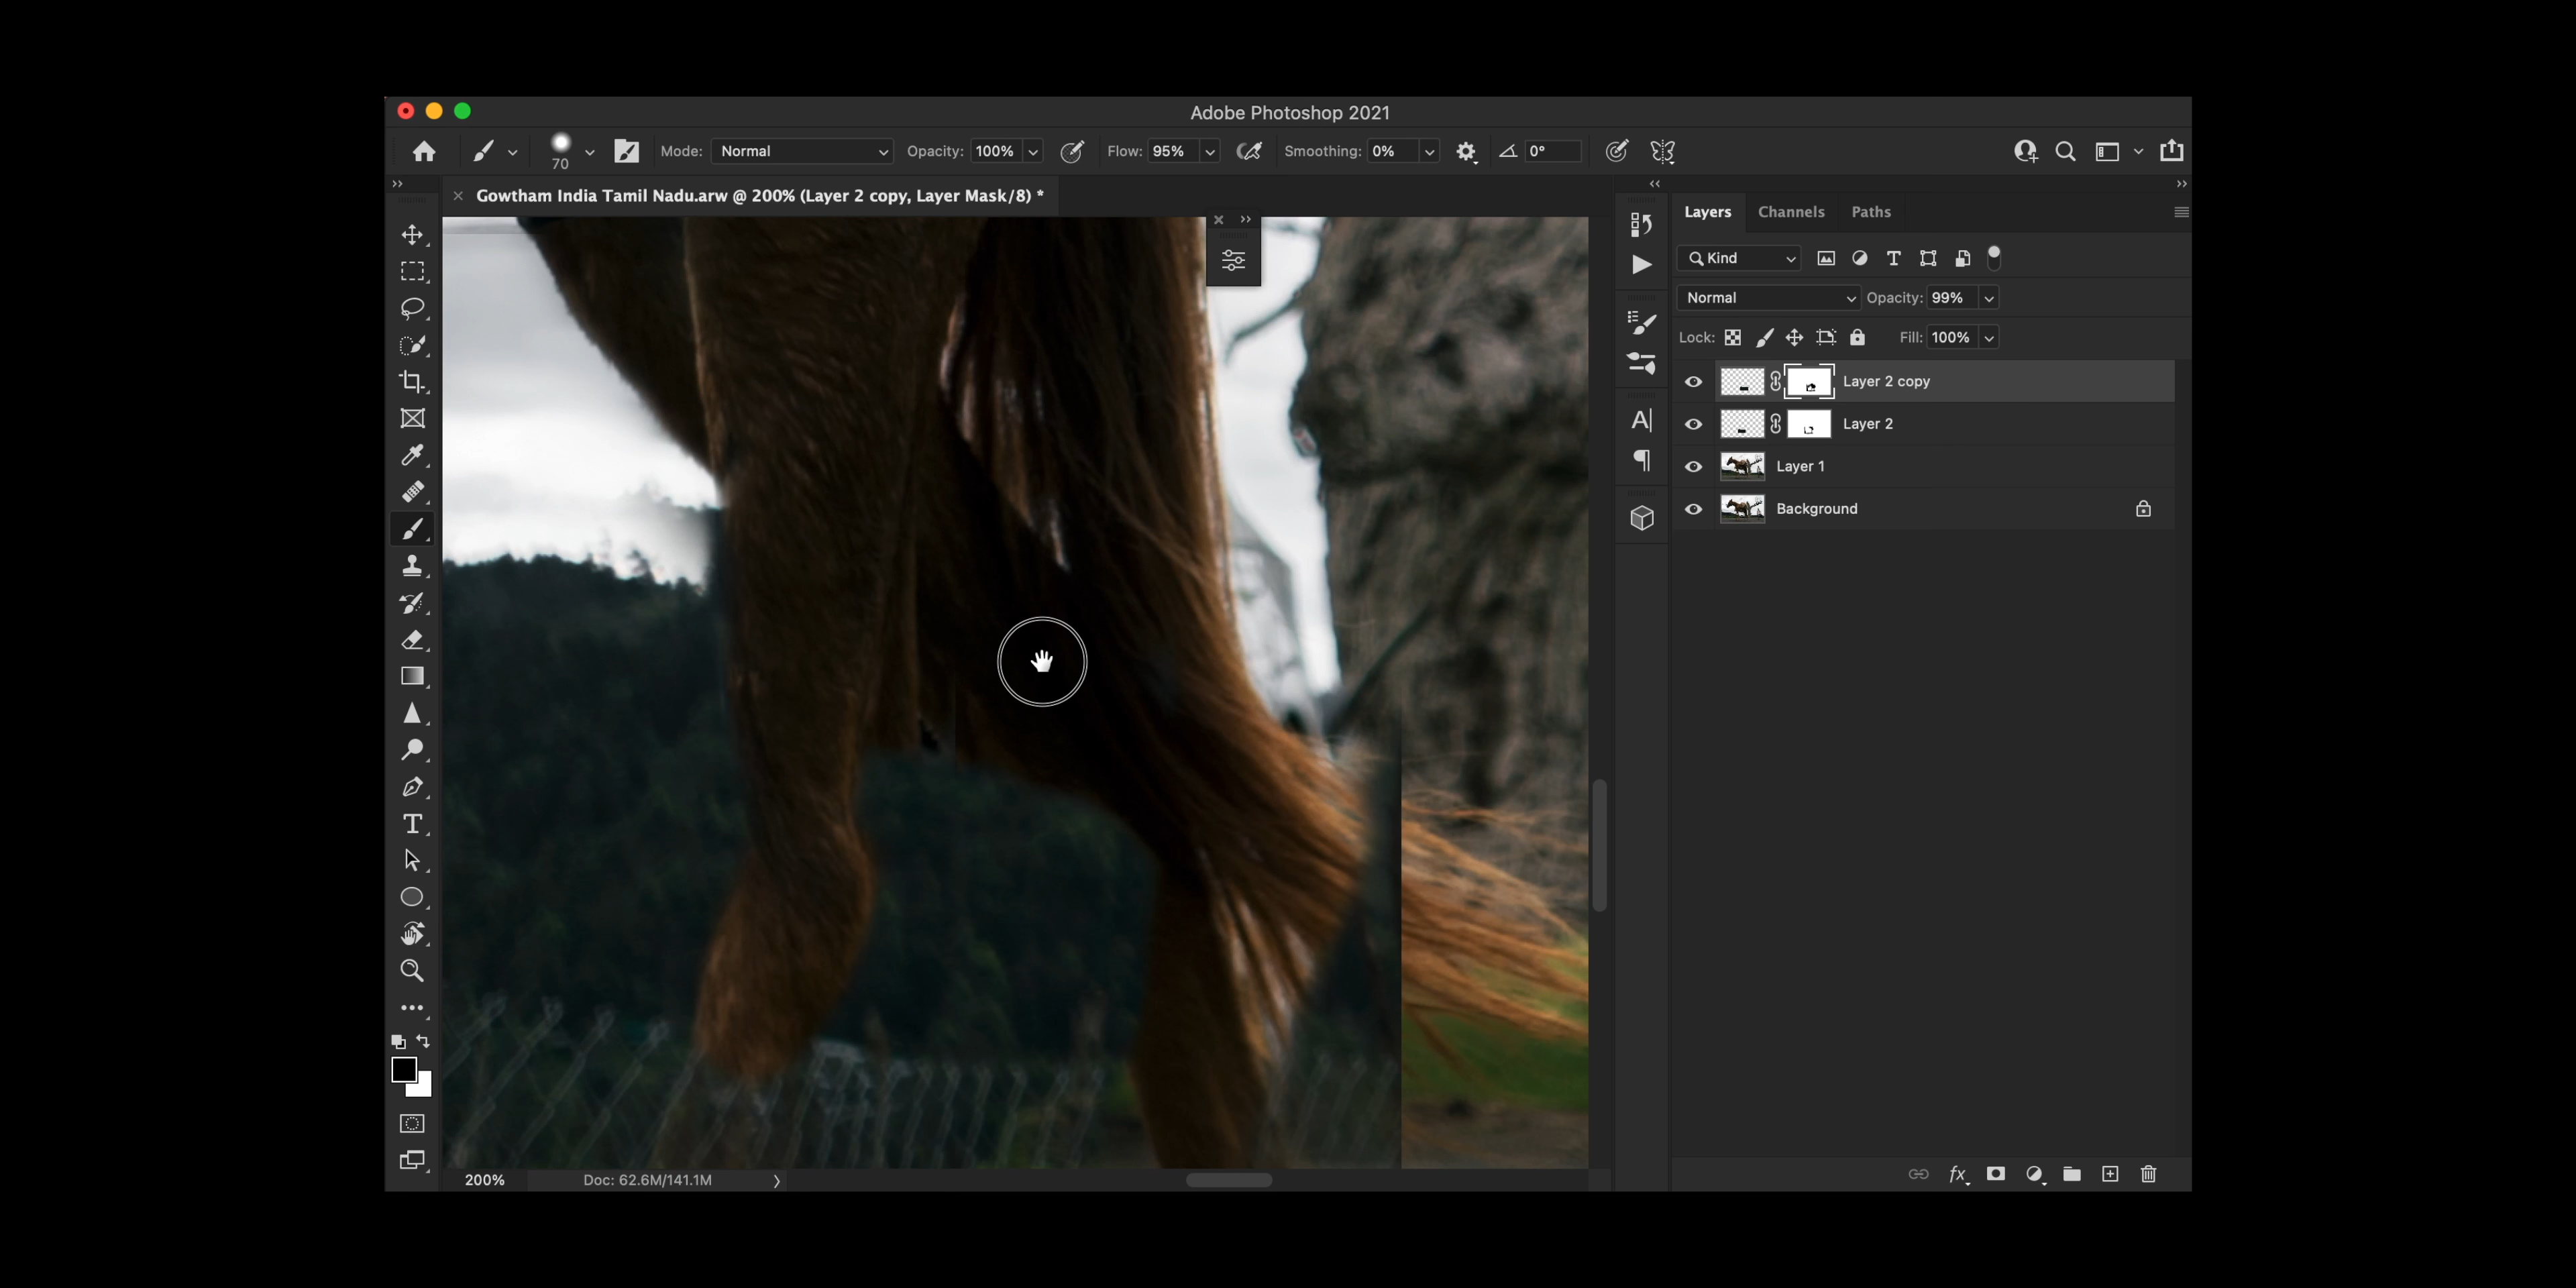 Adobe Photoshop 2021
70
Mode: Normal Opacity: 100% Flow: 95% Smoothing: 0% 0°
Gowtham India Tamil Nadu.arw @ 200% (Layer 2 copy, Layer Mask/8) *
Layers Channels Paths
Kind
Normal Opacity: 99%
Lock: Fill: 100%
Layer 2 copy
Layer 2
Layer 1
Background
fx
200% Doc: 62.6M/141.1M